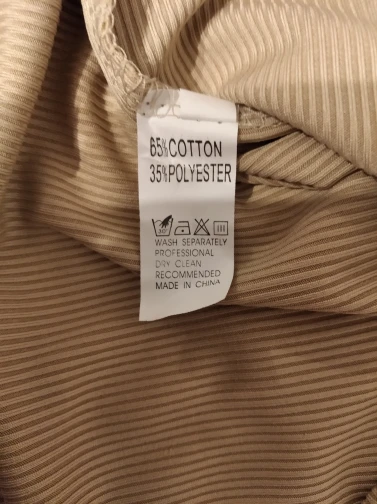 65%COTTON
35%POLYESTER
WASH SEPARATELY
PROFESSIONAL
DRY CLEAN
RECOMMENDED
MADE IN CHINA